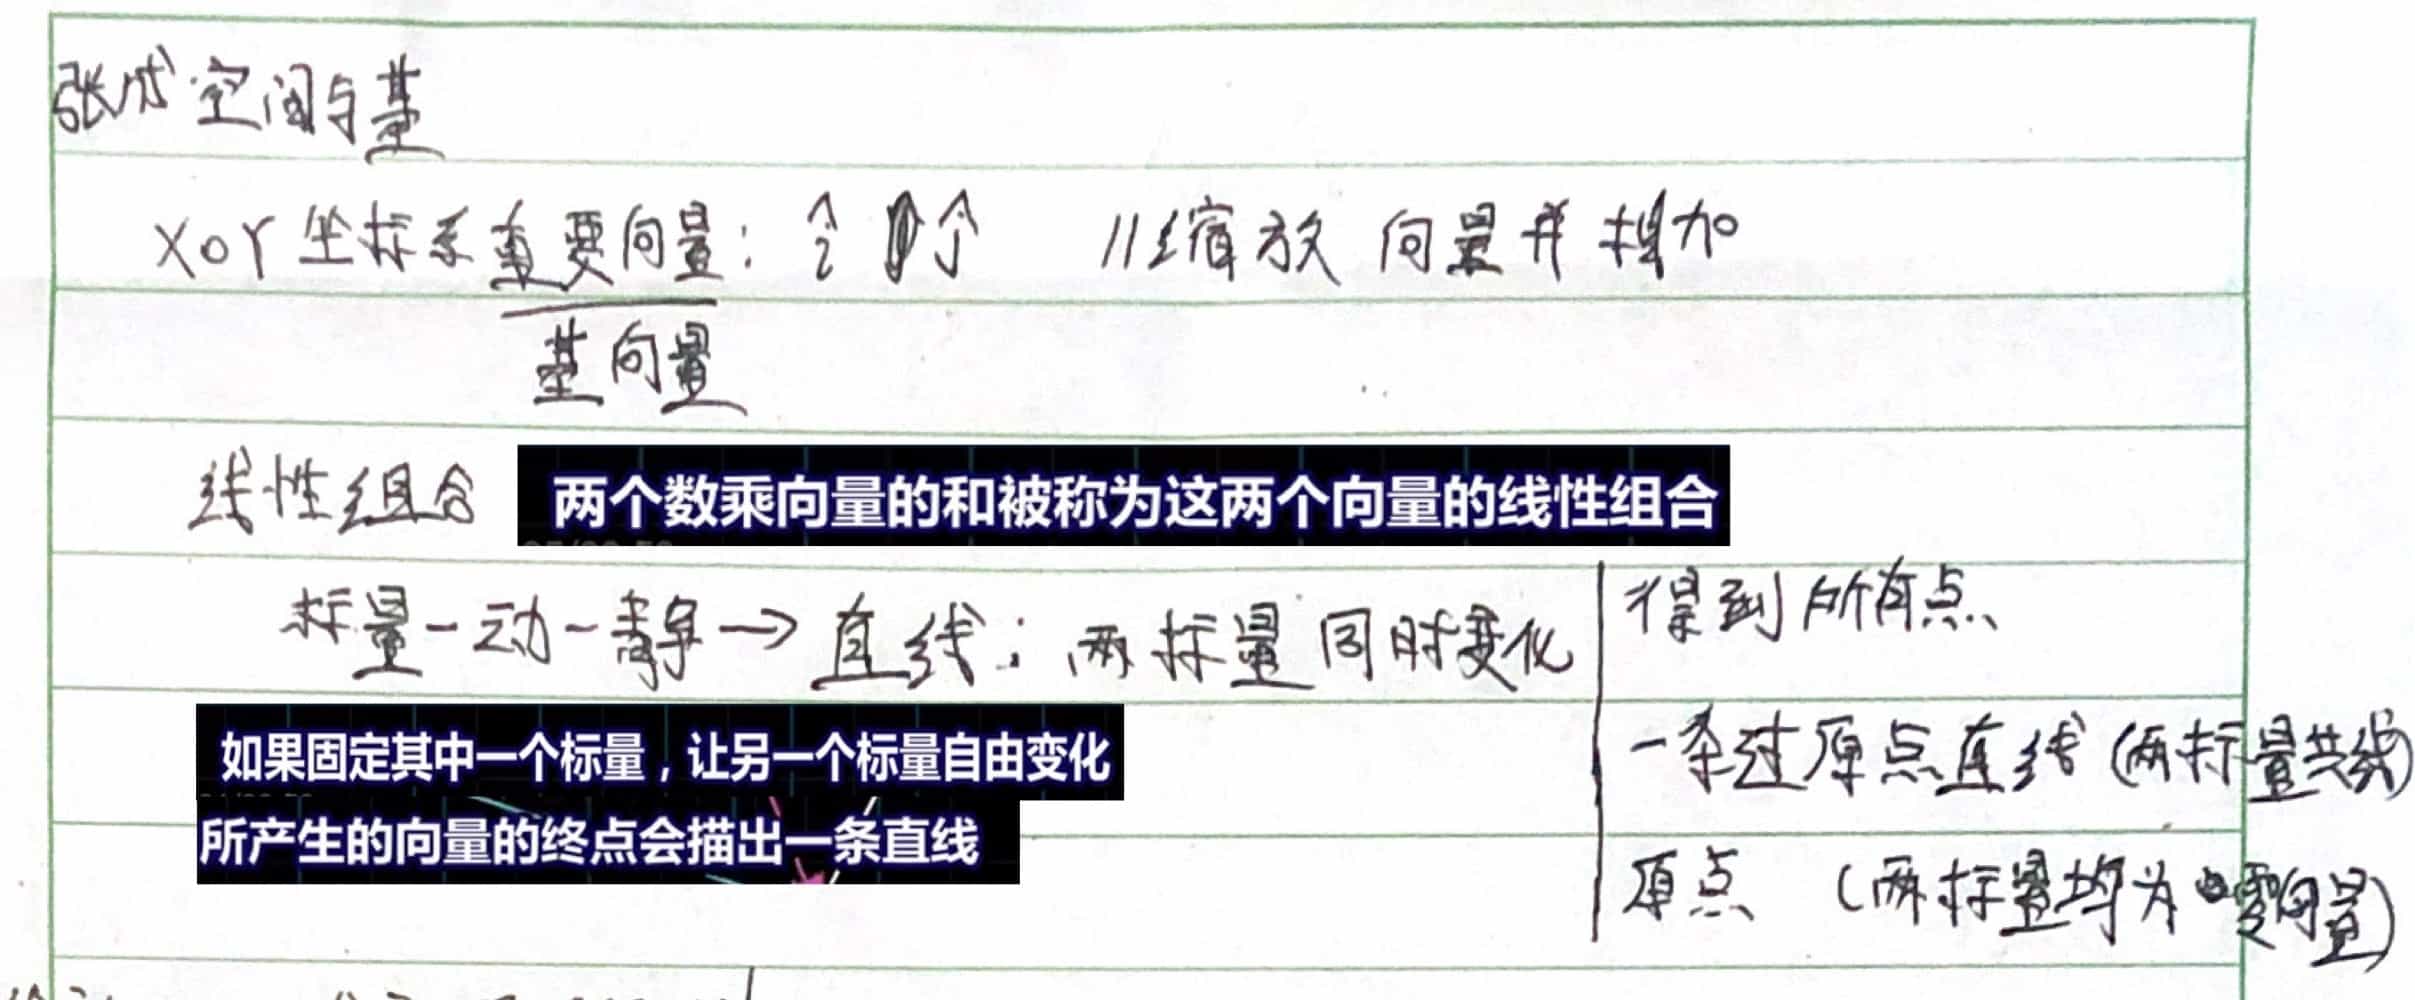 张成空间与基
XOY坐标系重要向量：î ĵ //缩放向量并相加
基向量
线性组合 两个数乘向量的和被称为这两个向量的线性组合
标量一动一静→直线；两标量同时变化
如果固定其中一个标量，让另一个标量自由变化
所产生的向量的终点会描出一条直线
得到所有点
一条过原点直线（两标量共线）
原点（两标量均为零向量）